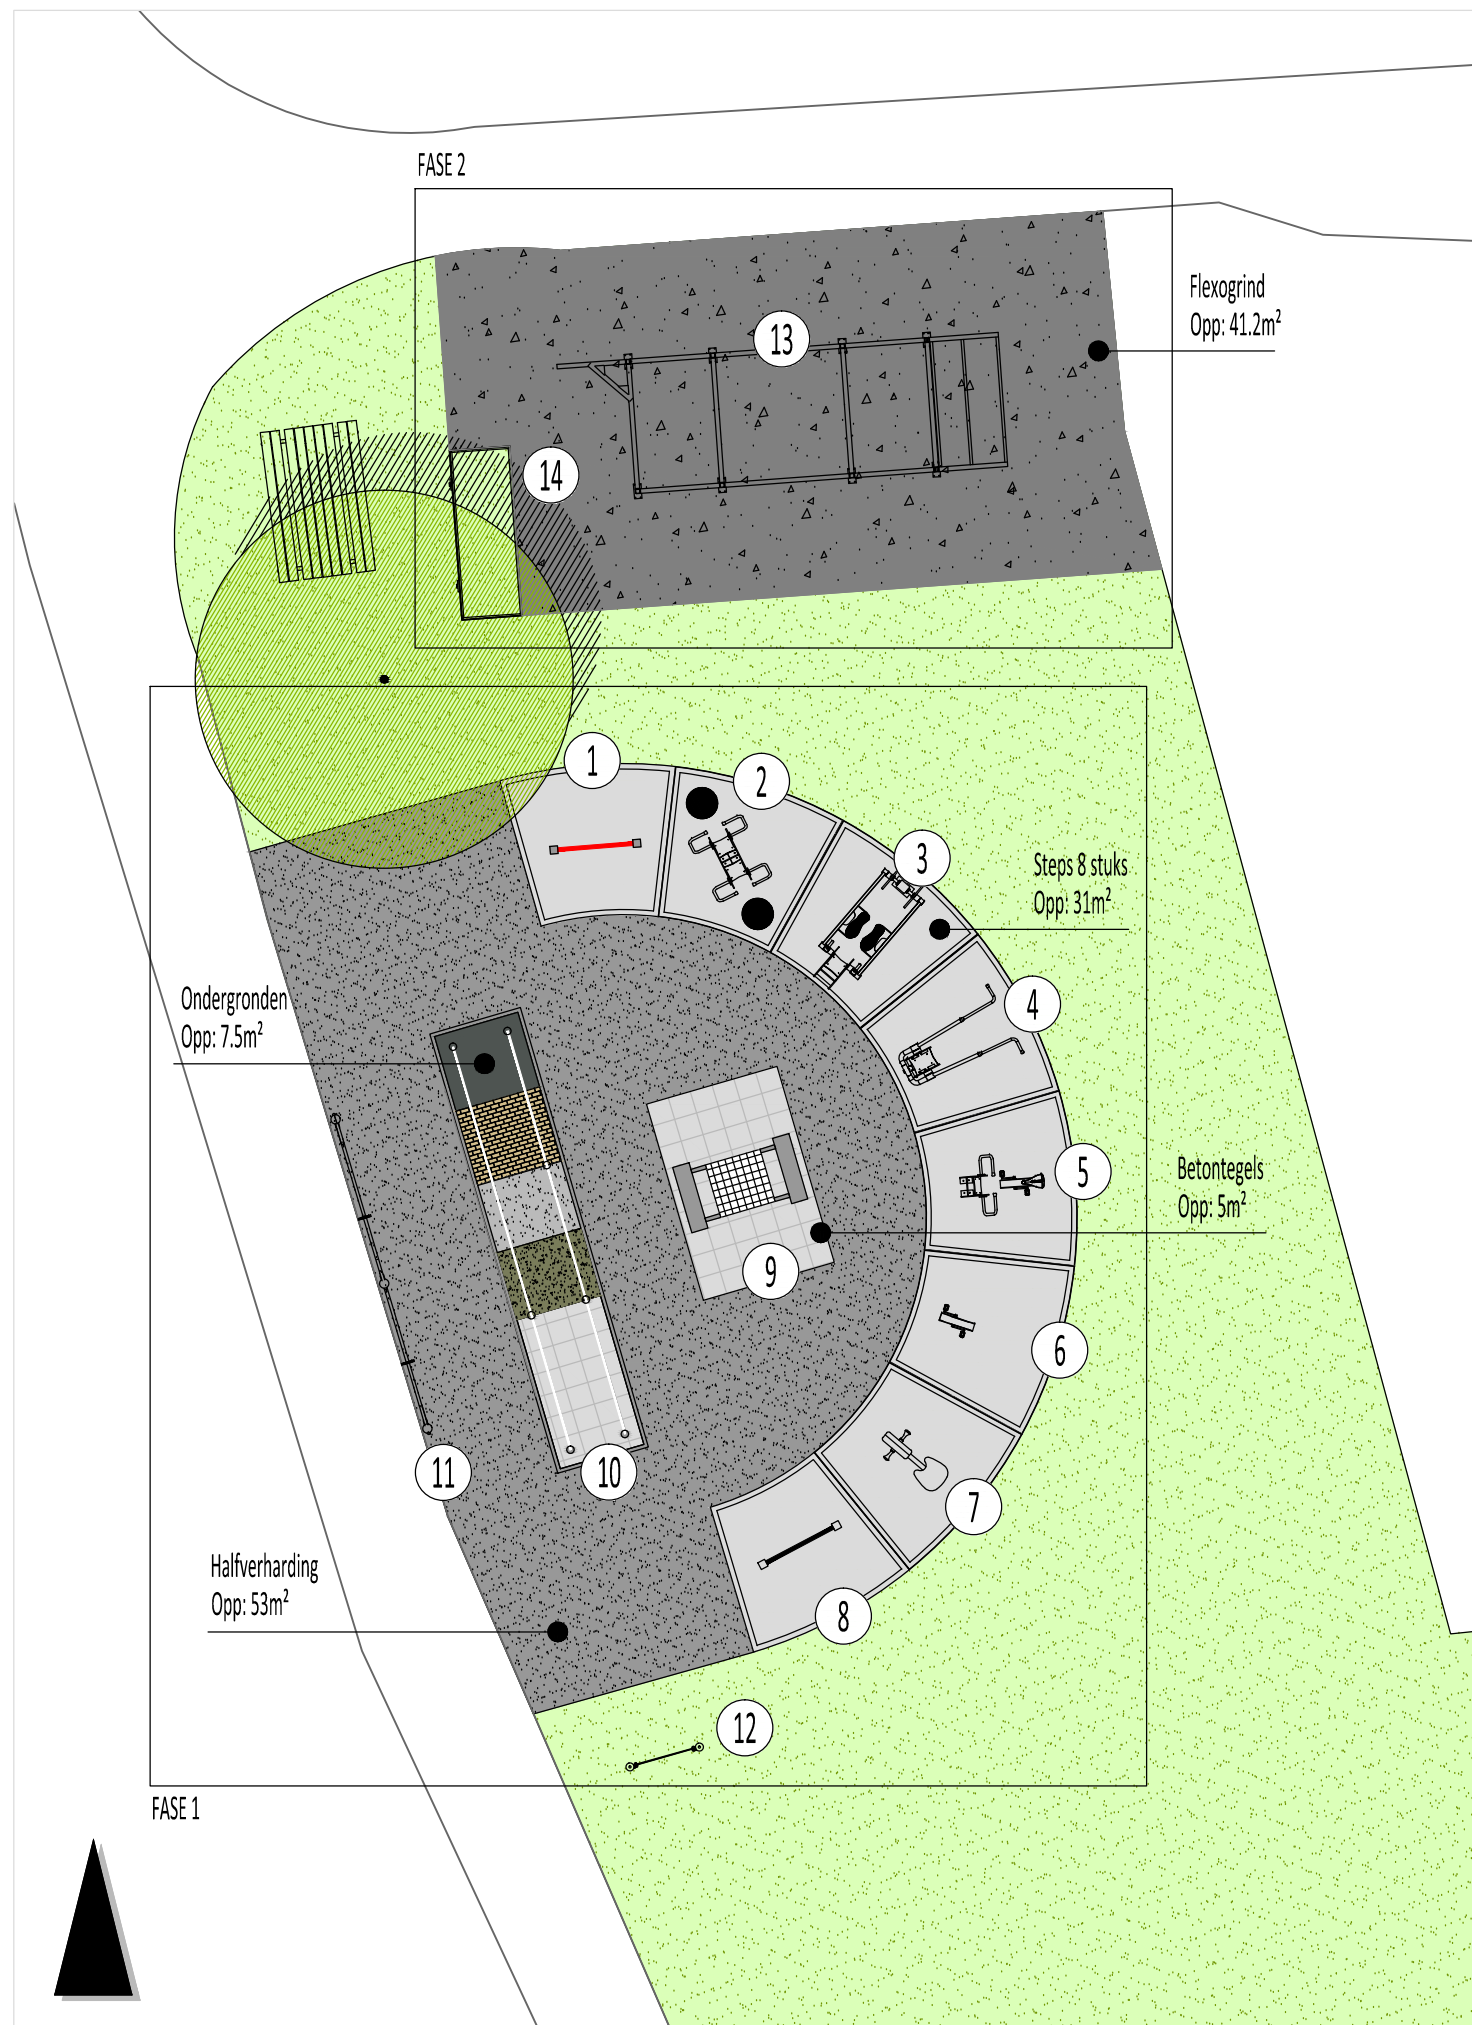 FASE 2
Flexogrind
Opp: 41.2m²
13
14
1
2
3
Steps 8 stuks
Opp: 31m²
4
Ondergronden
Opp: 7.5m²
5
Betontegels
Opp: 5m²
9
6
11
10
7
Halfverharding
Opp: 53m²
8
12
FASE 1